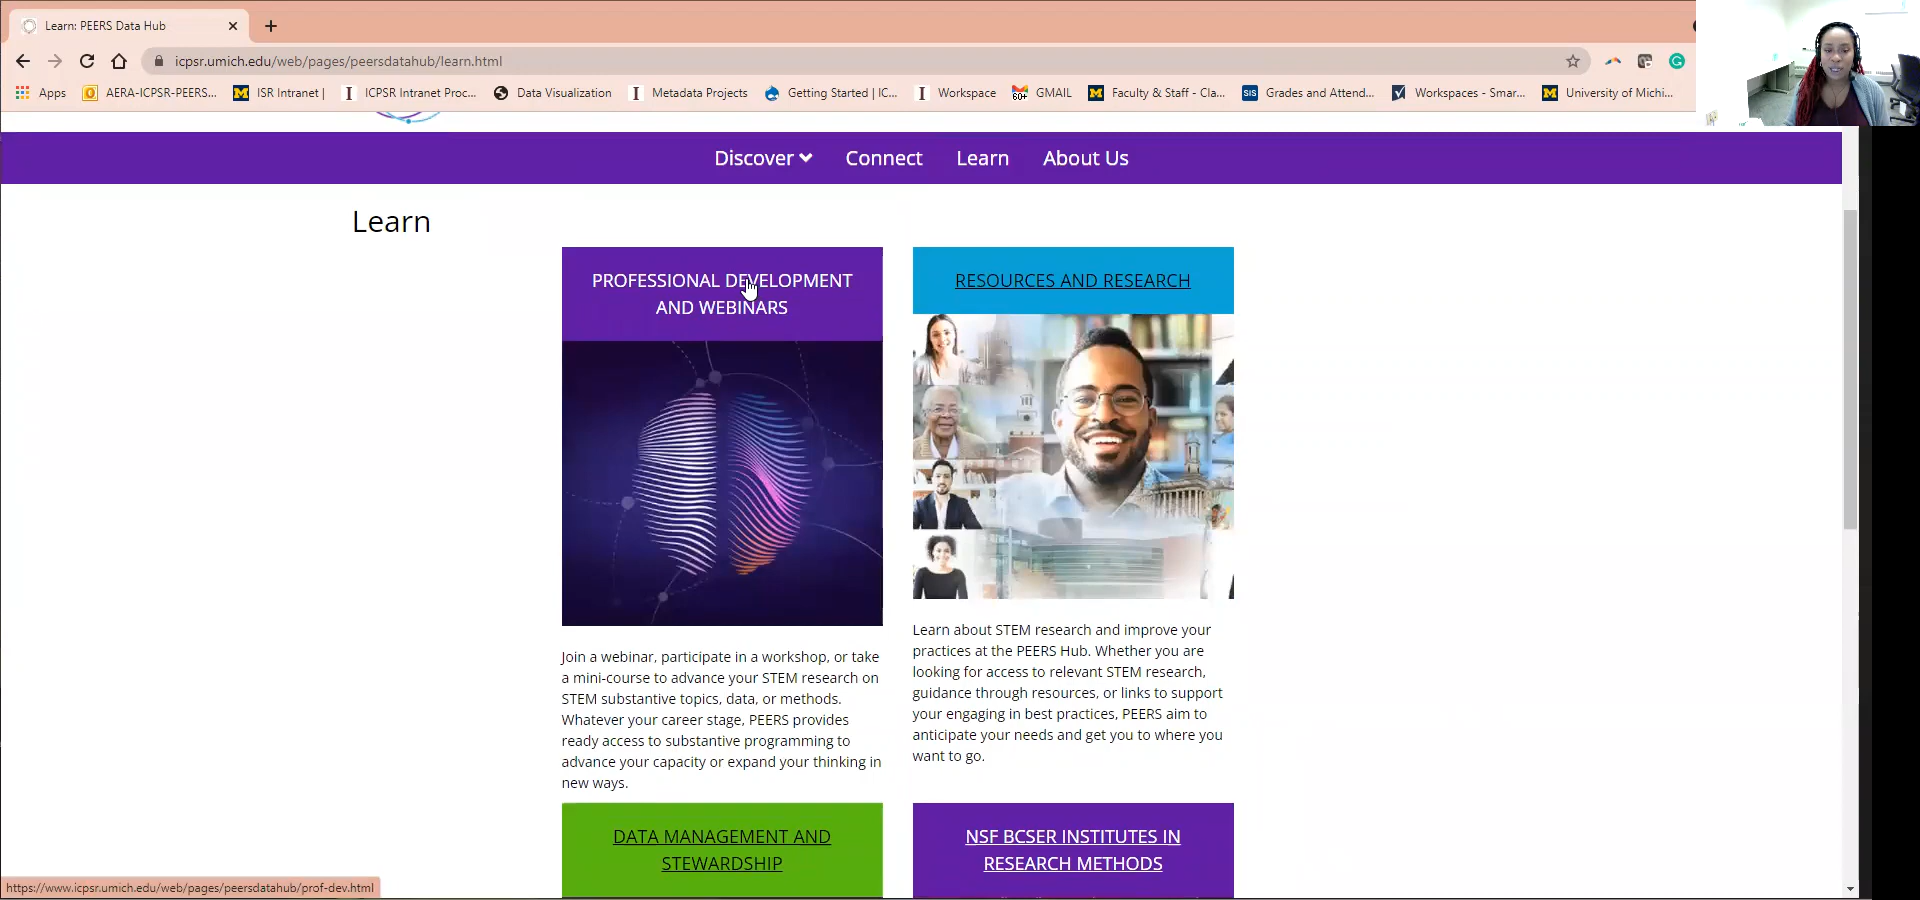 Learn: PEERS Data Hub
icpsr.umich.edu/web/pages/peersdatahub/learn.html
Apps AERA-ICPSR-PEERS... ISR Intranet | ICPSR Intranet Proc... Data Visualization Metadata Projects Getting Started | IC... Workspace GMAIL Faculty & Staff - Cla... SIS Grades and Attend... Workspaces - Smar... University of Michi...
Discover Connect Learn About Us
Learn
PROFESSIONAL DEVELOPMENT
AND WEBINARS
Join a webinar, participate in a workshop, or take
a mini-course to advance your STEM research on
STEM substantive topics, data, or methods.
Whatever your career stage, PEERS provides
ready access to substantive programming to
advance your capacity or expand your thinking in
new ways.
RESOURCES AND RESEARCH
Learn about STEM research and improve your
practices at the PEERS Hub. Whether you are
looking for access to relevant STEM research,
guidance through resources, or links to support
your engaging in best practices, PEERS aim to
anticipate your needs and get you to where you
want to go.
DATA MANAGEMENT AND
STEWARDSHIP
NSF BCSER INSTITUTES IN
RESEARCH METHODS
https://www.icpsr.umich.edu/web/pages/peersdatahub/prof-dev.html